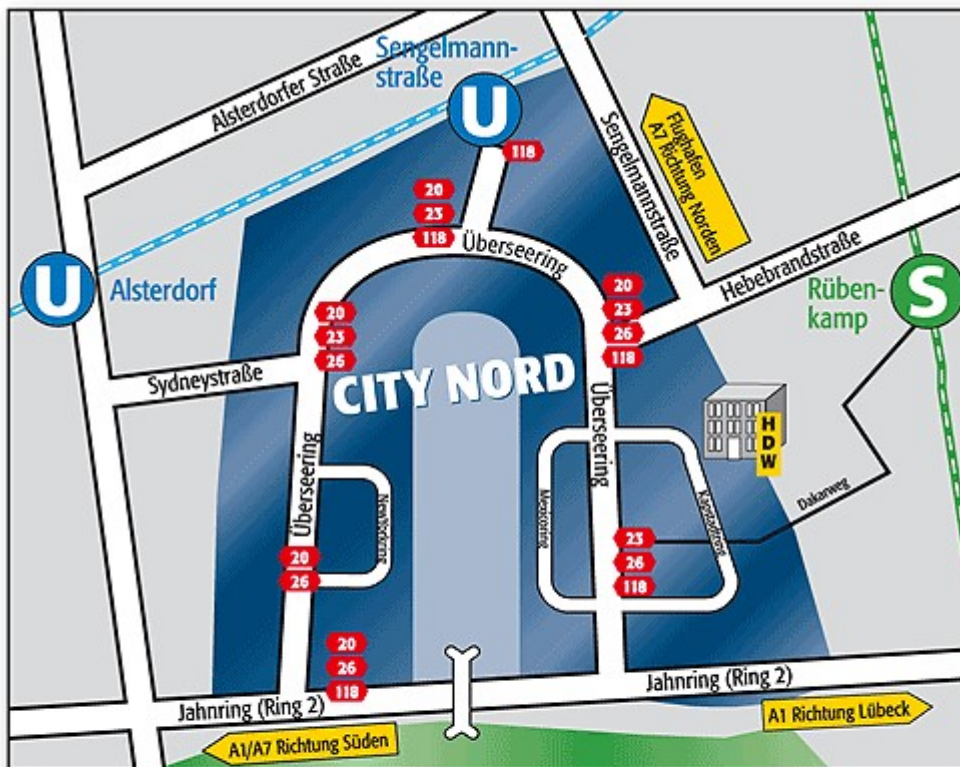 Sengelmann-
straße
U
118
Alsterdorfer Straße
Sengelmannstraße
Flughafen
A7 Richtung Norden
20
23
118
Überseering
Hebebrandstraße
U
Alsterdorf
Rüben-
kamp
S
20
23
26
118
20
23
26
Sydneystraße
CITY NORD
Überseering
Überseering
HDW
Mexicoring
Kapstadtring
Dakarweg
23
26
118
20
26
20
26
118
Jahnring (Ring 2)
Jahnring (Ring 2)
A1/A7 Richtung Süden
A1 Richtung Lübeck